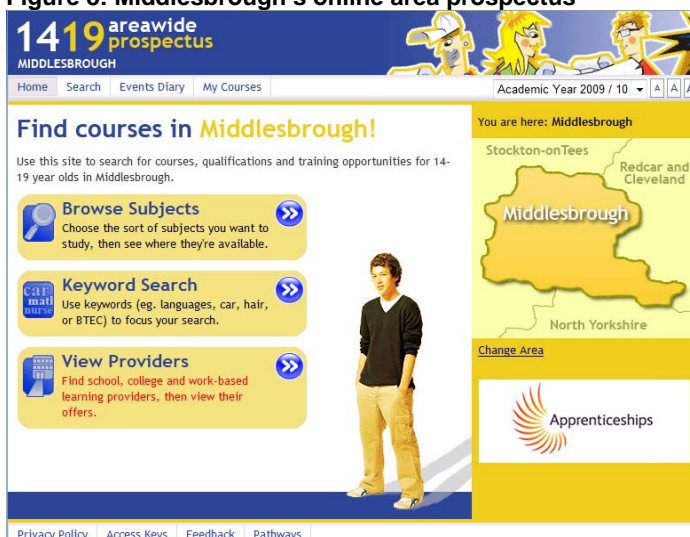 Figure 8: Middlesbrough's online area prospectus
1419 areawide
prospectus
MIDDLESBROUGH
Home Search Events Diary My Courses
Academic Year 2009 / 10
A A A
Find courses in Middlesbrough!
Use this site to search for courses, qualifications and training opportunities for 14-
19 year olds in Middlesbrough.
Browse Subjects
Choose the sort of subjects you want to
study, then see where they're available.
car
math
nurse
Keyword Search
Use keywords (eg. languages, car, hair,
or BTEC) to focus your search.
View Providers
Find school, college and work-based
learning providers, then view their
offers.
You are here: Middlesbrough
Stockton-onTees
Redcar and
Cleveland
Middlesbrough
North Yorkshire
Change Area
Apprenticeships
Privacy Policy Access Keys Feedback Pathways